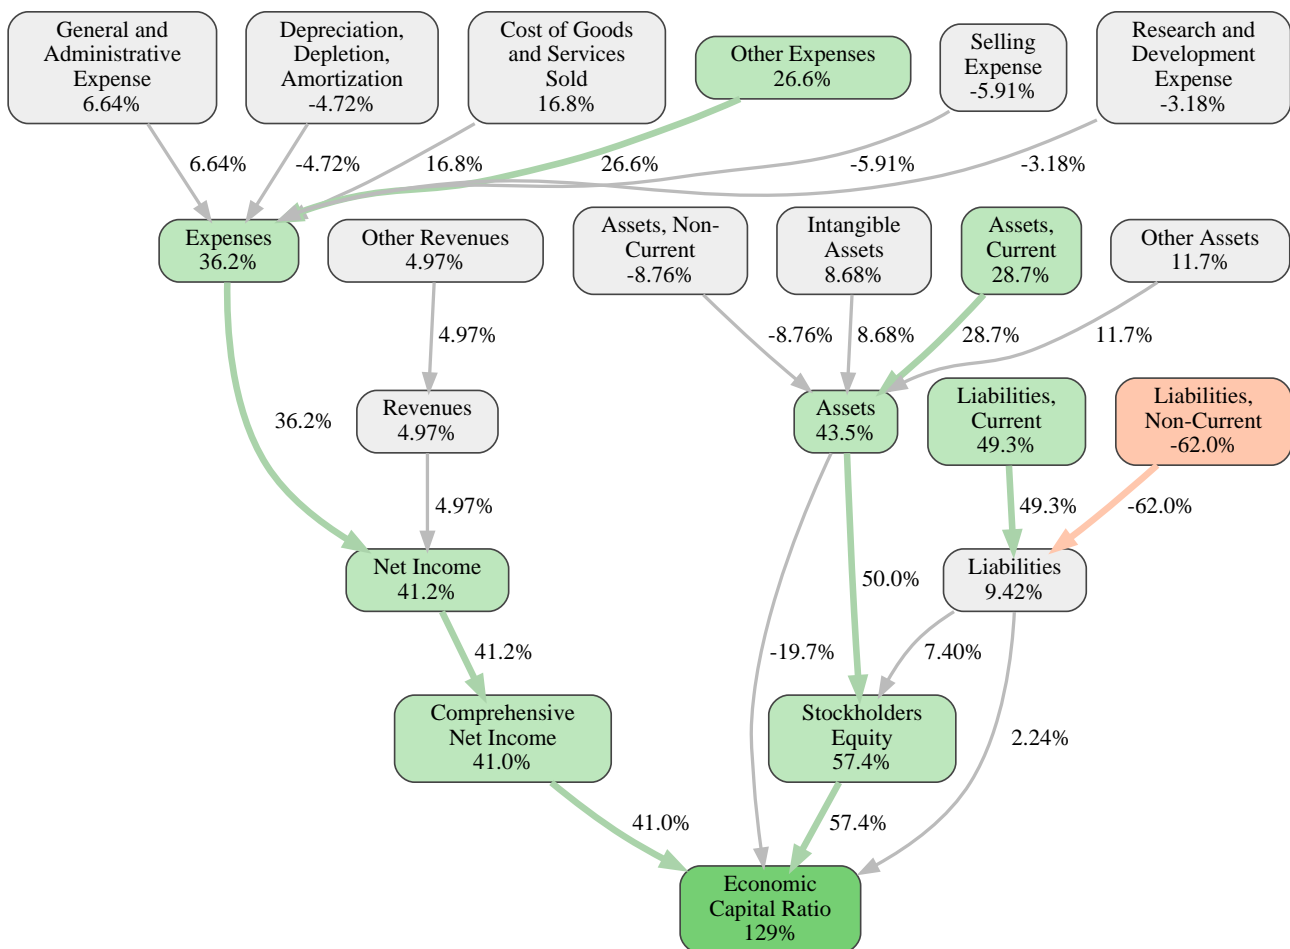 General and
Administrative
Expense
6.64%
Depreciation,
Depletion,
Amortization
-4.72%
Cost of Goods
and Services
Sold
16.8%
Other Expenses
26.6%
Selling
Expense
-5.91%
Research and
Development
Expense
-3.18%
6.64%
-4.72%
16.8%
26.6%
-5.91%
-3.18%
Expenses
36.2%
Other Revenues
4.97%
Assets, Non-
Current
-8.76%
Intangible
Assets
8.68%
Assets,
Current
28.7%
Other Assets
11.7%
4.97%
-8.76%
8.68%
28.7%
11.7%
36.2%
Revenues
4.97%
Assets
43.5%
Liabilities,
Current
49.3%
Liabilities,
Non-Current
-62.0%
4.97%
49.3%
-62.0%
Net Income
41.2%
50.0%
Liabilities
9.42%
41.2%
-19.7%
7.40%
Comprehensive
Net Income
41.0%
Stockholders
Equity
57.4%
2.24%
41.0%
57.4%
Economic
Capital Ratio
129%